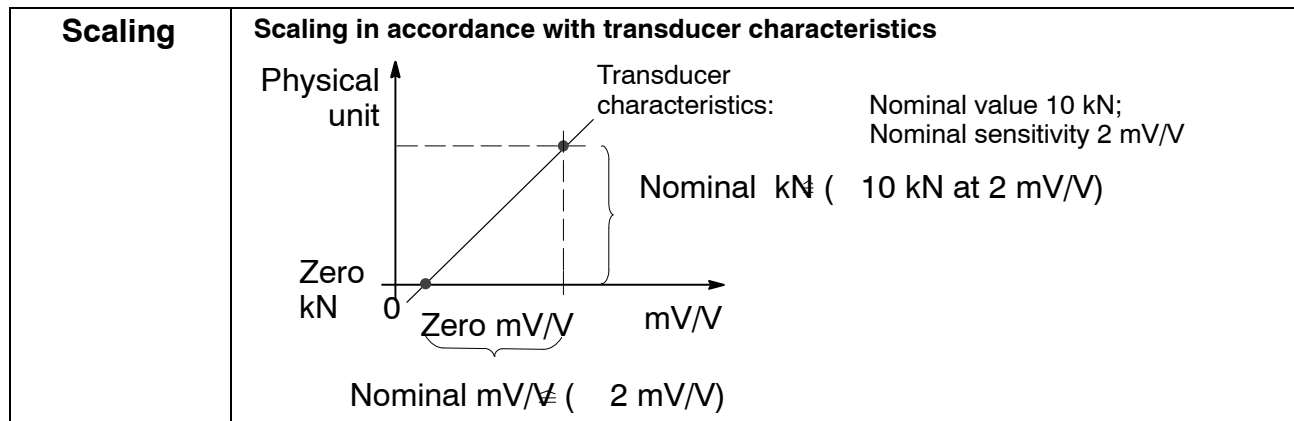 Scaling
Scaling in accordance with transducer characteristics
Physical
unit
Transducer
characteristics:
Nominal value 10 kN;
Nominal sensitivity 2 mV/V
Nominal kN ≙ ( 10 kN at 2 mV/V)
Zero
kN
0
Zero mV/V
mV/V
Nominal mV/V ≙ ( 2 mV/V)